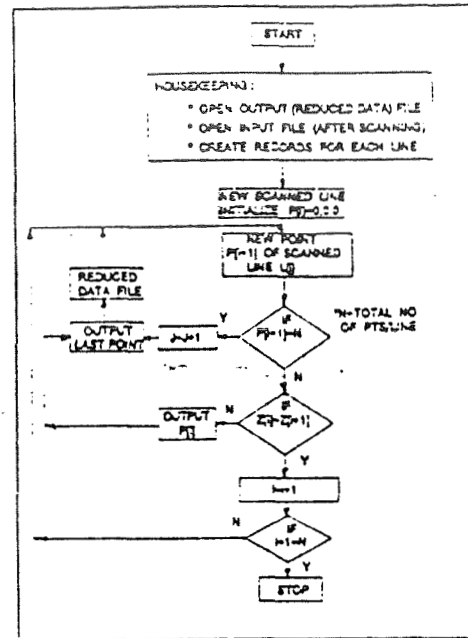 START
HOUSEKEEPING :
* OPEN OUTPUT (REDUCED DATA) FILE
* OPEN INPUT FILE (AFTER SCANNING)
* CREATE RECORDS FOR EACH LINE
NEW SCANNED LINE
INITIALIZE
NEW POINT
OF SCANNED
LINE
REDUCED
DATA FILE
OUTPUT
LAST POINT
Y
IF
*N=TOTAL NO
OF PTS/LINE
N
OUTPUT
N
IF
Y
N
IF
Y
STOP